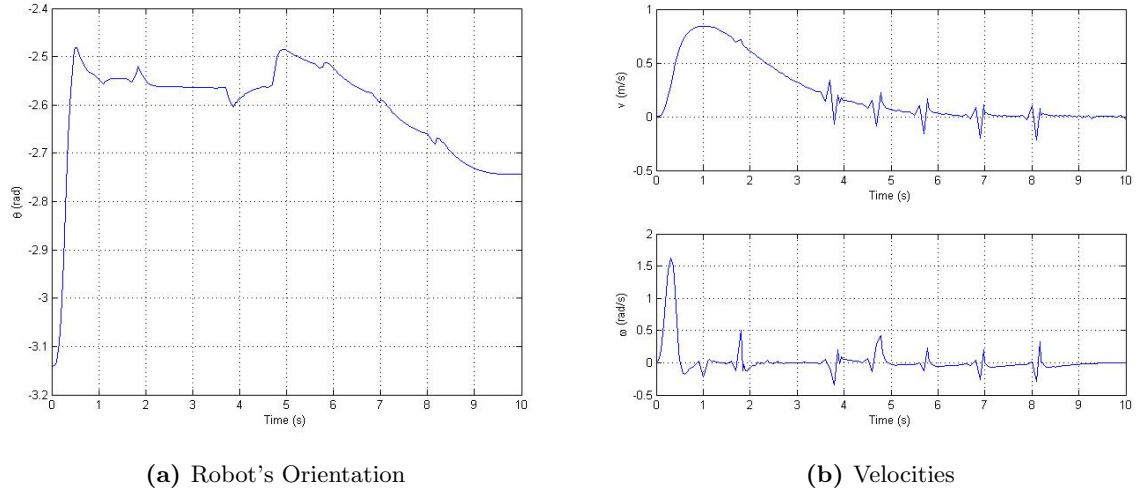 -2.4
-2.5
-2.6
-2.7
-2.8
-2.9
-3
-3.1
-3.2
θ (rad)
0 1 2 3 4 5 6 7 8 9 10
Time (s)
(a) Robot's Orientation
1
0.5
0
-0.5
v (m/s)
0 1 2 3 4 5 6 7 8 9 10
Time (s)
2
1.5
1
0.5
0
-0.5
ω (rad/s)
0 1 2 3 4 5 6 7 8 9 10
Time (s)
(b) Velocities